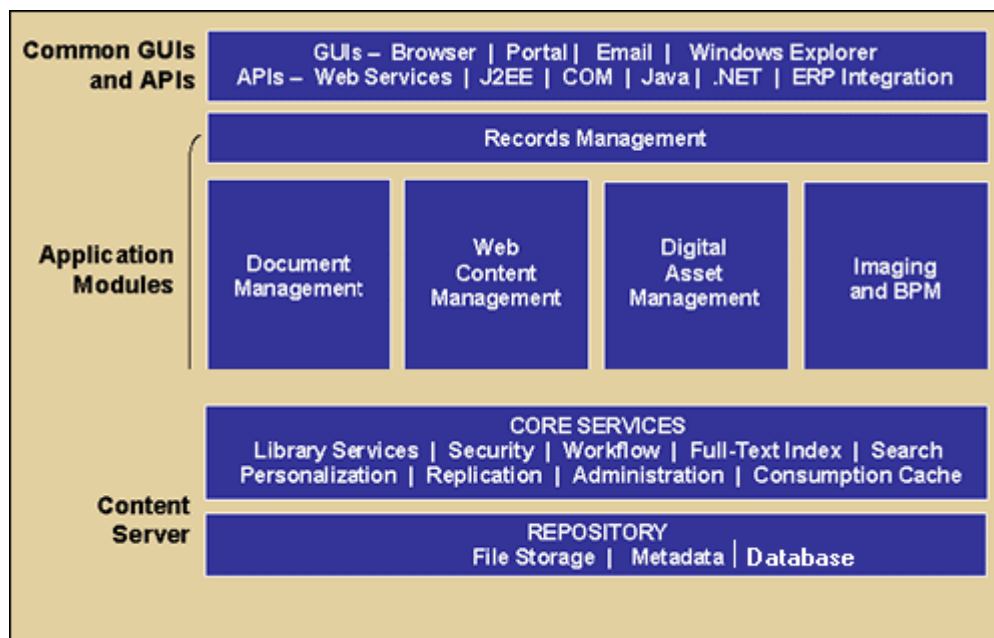 Common GUIs
and APIs
GUIs – Browser | Portal | Email | Windows Explorer
APIs – Web Services | J2EE | COM | Java | .NET | ERP Integration
Records Management
Application
Modules
Document
Management
Web
Content
Management
Digital
Asset
Management
Imaging
and BPM
Content
Server
CORE SERVICES
Library Services | Security | Workflow | Full-Text Index | Search
Personalization | Replication | Administration | Consumption Cache
REPOSITORY
File Storage | Metadata | Database